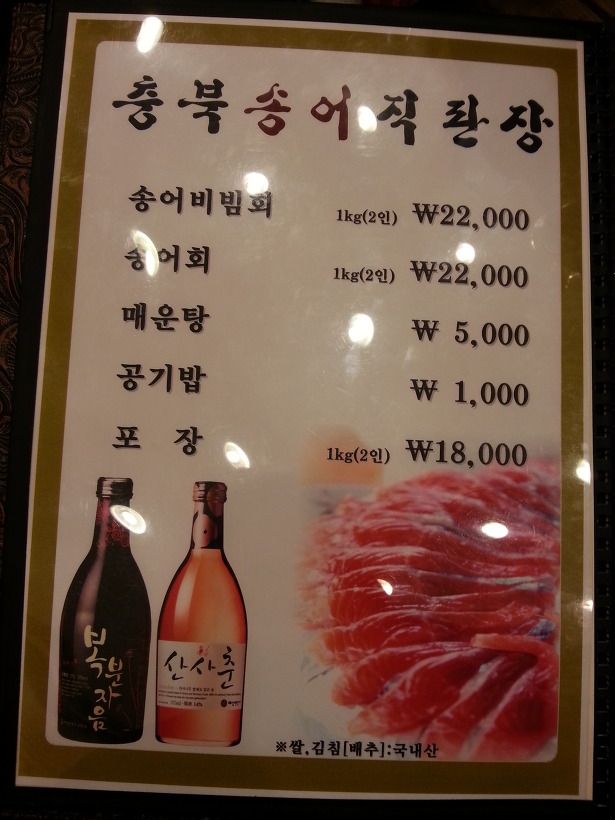 충북송어직판장
송어비빔회 1kg(2인) ₩22,000
송어회 1kg(2인) ₩22,000
매운탕 ₩ 5,000
공기밥 ₩ 1,000
포 장 1kg(2인) ₩18,000
복분자음
산사춘
※쌀,김침[배추]:국내산